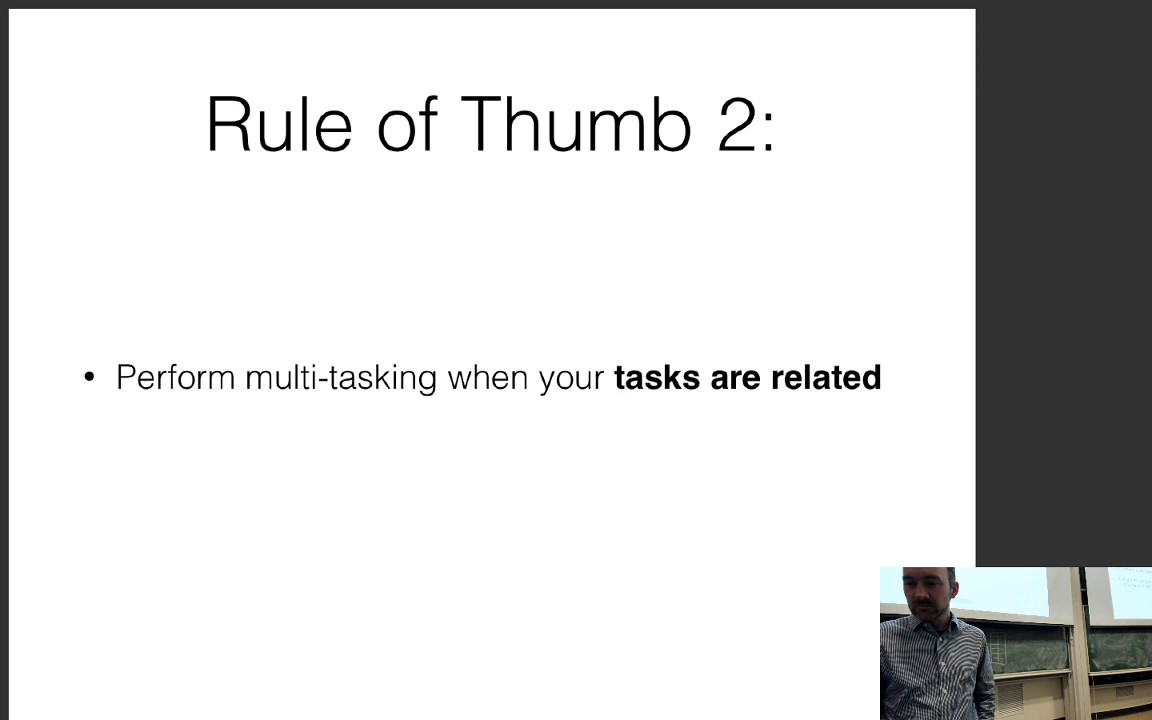 Rule of Thumb 2:
• Perform multi-tasking when your tasks are related